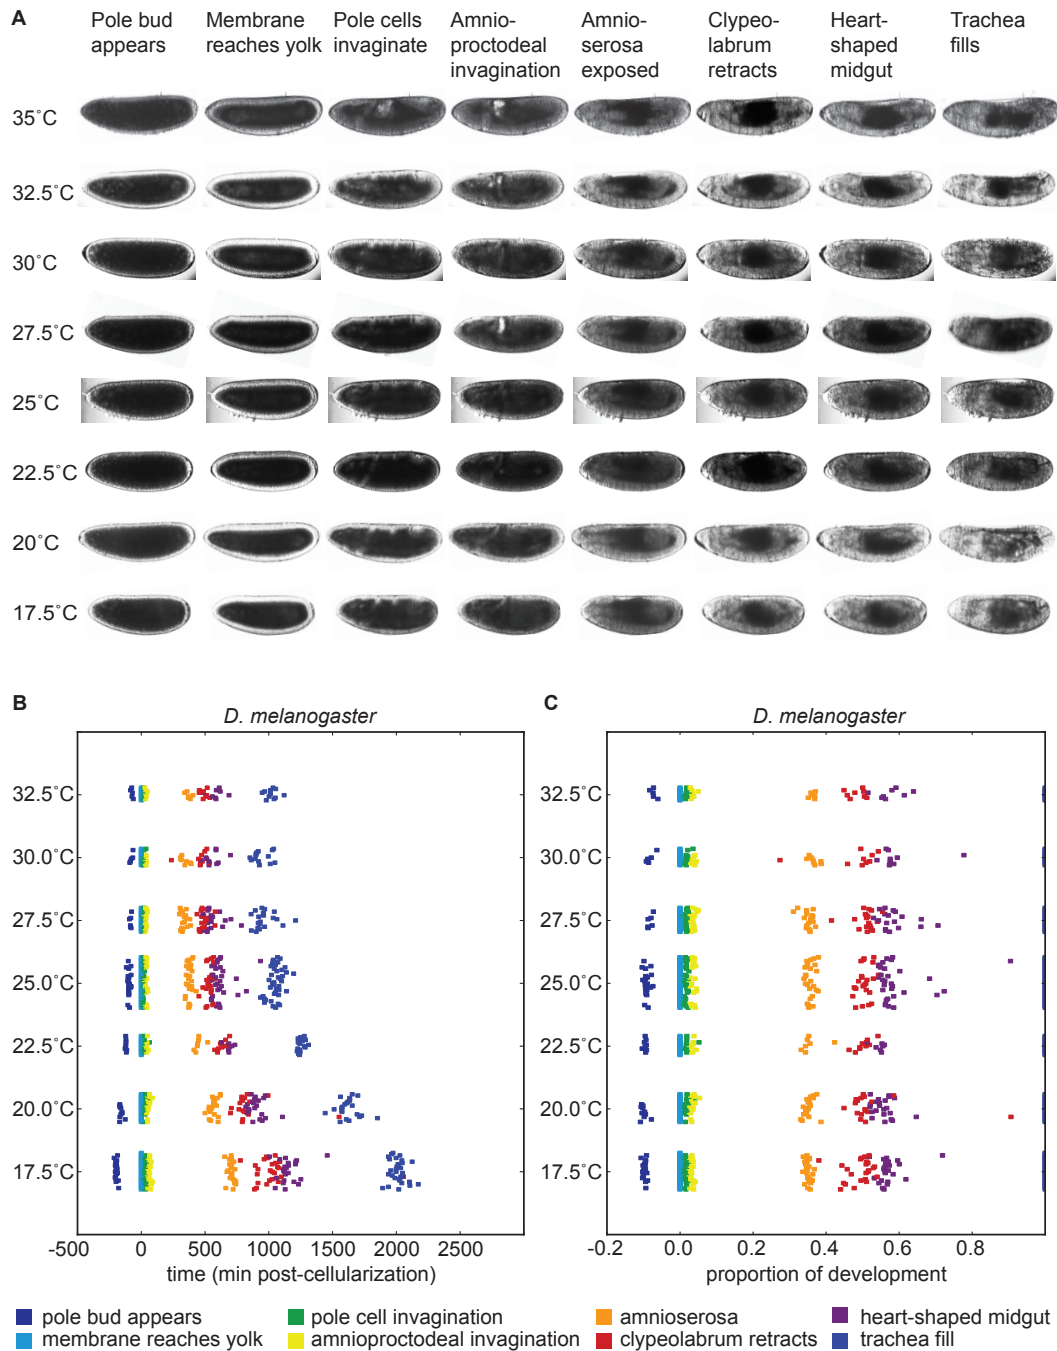 A
Pole bud
appears
Membrane
reaches yolk
Pole cells
invaginate
Amnio-
proctodeal
invagination
Amnio-
serosa
exposed
Clypeo-
labrum
retracts
Heart-
shaped
midgut
Trachea
fills
35˚C
32.5˚C
30˚C
27.5˚C
25˚C
22.5˚C
20˚C
17.5˚C
B
D. melanogaster
32.5˚C
30.0˚C
27.5˚C
25.0˚C
22.5˚C
20.0˚C
17.5˚C
-500 0 500 1000 1500 2000 2500
time (min post-cellularization)
C
D. melanogaster
32.5˚C
30.0˚C
27.5˚C
25.0˚C
22.5˚C
20.0˚C
17.5˚C
-0.2 0.0 0.2 0.4 0.6 0.8
proportion of development
pole bud appears
membrane reaches yolk
pole cell invagination
amnioproctodeal invagination
amnioserosa
clypeolabrum retracts
heart-shaped midgut
trachea fill